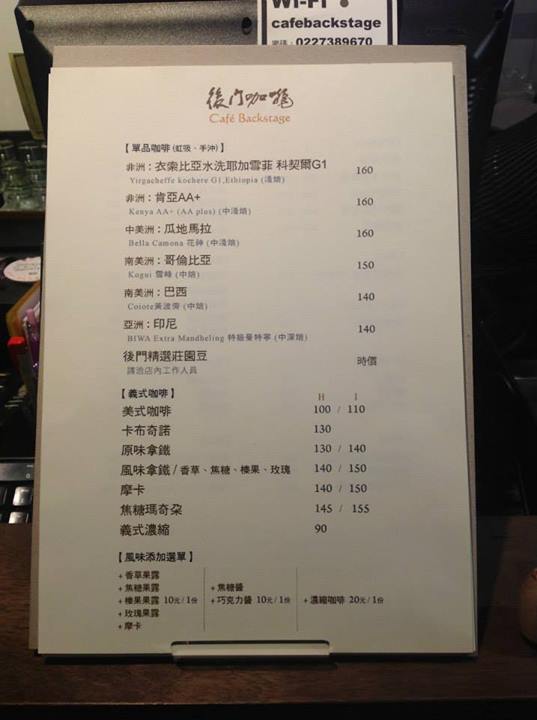 WI-FI
cafebackstage
密碼：0227389670
後門咖啡
Café Backstage
【單品咖啡 (虹吸、手沖)】
非洲：衣索比亞水洗耶加雪菲 科契爾G1 160
Yirgacheffe kochere G1,Ethiopia (淺焙)
非洲：肯亞AA+ 160
Kenya AA+ (AA plus) (中淺焙)
中美洲：瓜地馬拉 160
Bella Camona 花神 (中淺焙)
南美洲：哥倫比亞 150
Kogui 雪峰 (中焙)
南美洲：巴西 140
Coiote黃波旁 (中焙)
亞洲：印尼 140
BIWA Extra Mandheling 特級曼特寧 (中深焙)
後門精選莊園豆 時價
請洽店內工作人員
【義式咖啡】 H I
美式咖啡 100 / 110
卡布奇諾 130
原味拿鐵 130 / 140
風味拿鐵 / 香草、焦糖、榛果、玫瑰 140 / 150
摩卡 140 / 150
焦糖瑪奇朵 145 / 155
義式濃縮 90
【風味添加選單】
+ 香草果露
+ 焦糖果露 + 焦糖醬
+ 榛果果露 10元 / 1份 + 巧克力醬 10元 / 1份 + 濃縮咖啡 20元 / 1份
+ 玫瑰果露
+ 摩卡